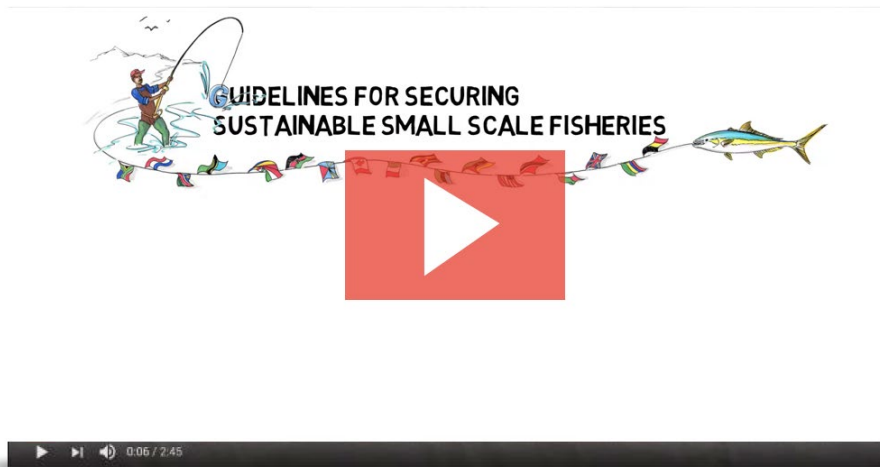 GUIDELINES FOR SECURING
SUSTAINABLE SMALL SCALE FISHERIES
0:06 / 2:45